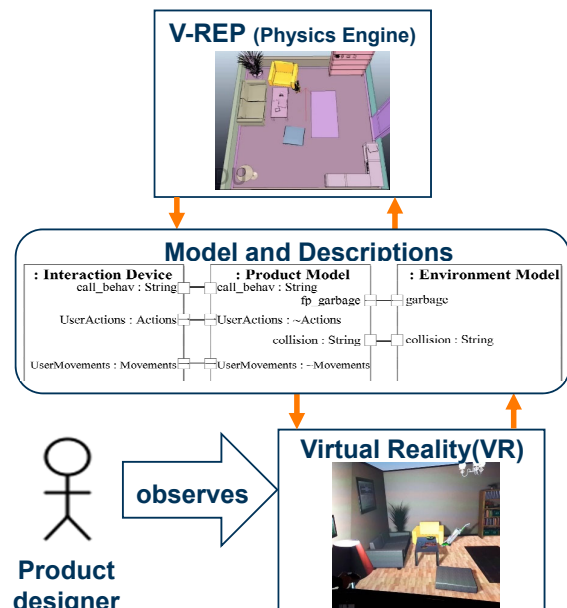 V-REP (Physics Engine)
Model and Descriptions
: Interaction Device
: Product Model
: Environment Model
call_behav : String
call_behav : String
fp_garbage
garbage
UserActions : Actions
UserActions : ~Actions
collision : String
collision : String
UserMovements : Movements
UserMovements : ~Movements
Virtual Reality(VR)
observes
Product
designer